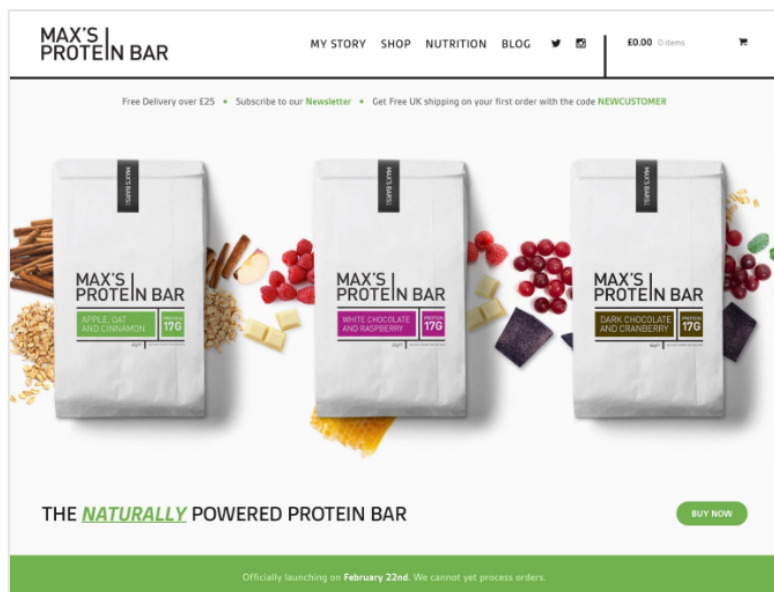 MAX'S
PROTEIN BAR
MY STORY SHOP NUTRITION BLOG £0.00 0 items
Free Delivery over £25 • Subscribe to our Newsletter • Get Free UK shipping on your first order with the code NEWCUSTOMER
MAX'S BARS
MAX'S
PROTEIN BAR
APPLE, OAT
AND CINNAMON
PROTEIN
17G
MAX'S BARS
MAX'S
PROTEIN BAR
WHITE CHOCOLATE
AND RASPBERRY
PROTEIN
17G
MAX'S BARS
MAX'S
PROTEIN BAR
DARK CHOCOLATE
AND CRANBERRY
PROTEIN
17G
THE NATURALLY POWERED PROTEIN BAR
BUY NOW
Officially launching on February 22nd. We cannot yet process orders.